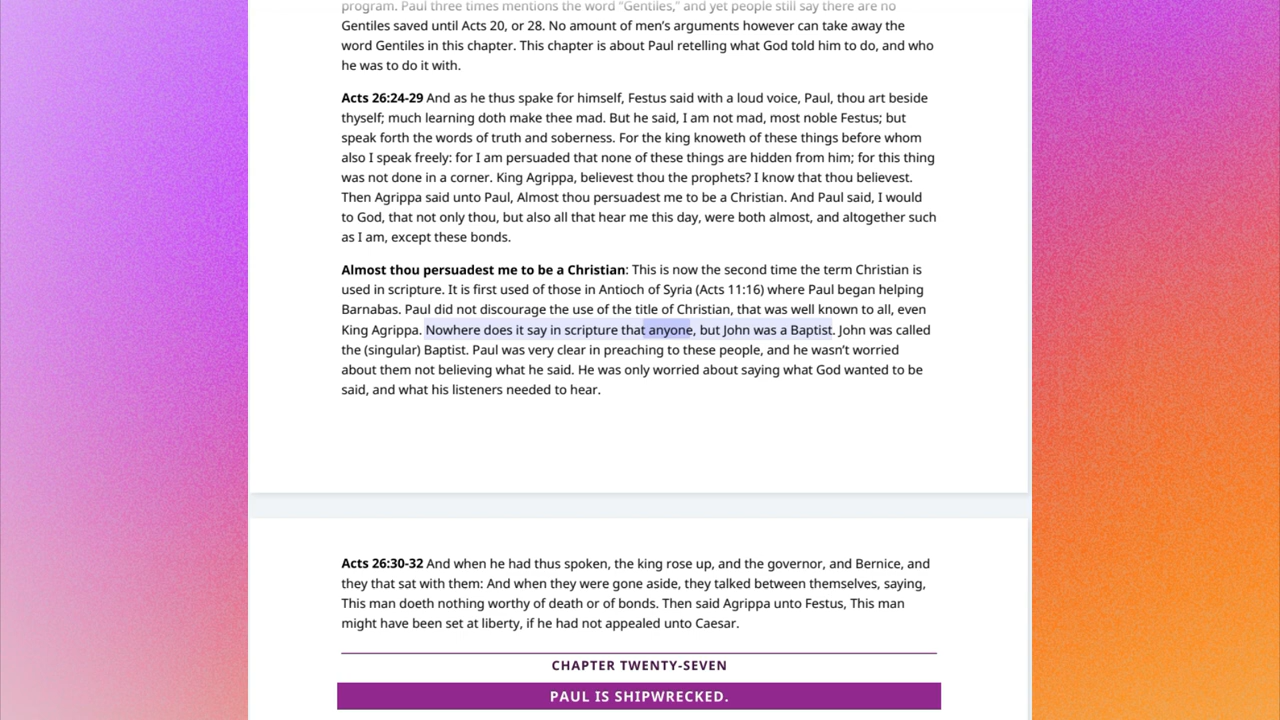 program. Paul three times mentions the word “Gentiles,” and yet people still say there are no
Gentiles saved until Acts 20, or 28. No amount of men’s arguments however can take away the
word Gentiles in this chapter. This chapter is about Paul retelling what God told him to do, and who
he was to do it with.
Acts 26:24-29 And as he thus spake for himself, Festus said with a loud voice, Paul, thou art beside
thyself; much learning doth make thee mad. But he said, I am not mad, most noble Festus; but
speak forth the words of truth and soberness. For the king knoweth of these things before whom
also I speak freely: for I am persuaded that none of these things are hidden from him; for this thing
was not done in a corner. King Agrippa, believest thou the prophets? I know that thou believest.
Then Agrippa said unto Paul, Almost thou persuadest me to be a Christian. And Paul said, I would
to God, that not only thou, but also all that hear me this day, were both almost, and altogether such
as I am, except these bonds.
Almost thou persuadest me to be a Christian: This is now the second time the term Christian is
used in scripture. It is first used of those in Antioch of Syria (Acts 11:16) where Paul began helping
Barnabas. Paul did not discourage the use of the title of Christian, that was well known to all, even
King Agrippa. Nowhere does it say in scripture that anyone, but John was a Baptist. John was called
the (singular) Baptist. Paul was very clear in preaching to these people, and he wasn’t worried
about them not believing what he said. He was only worried about saying what God wanted to be
said, and what his listeners needed to hear.
Acts 26:30-32 And when he had thus spoken, the king rose up, and the governor, and Bernice, and
they that sat with them: And when they were gone aside, they talked between themselves, saying,
This man doeth nothing worthy of death or of bonds. Then said Agrippa unto Festus, This man
might have been set at liberty, if he had not appealed unto Caesar.
CHAPTER TWENTY-SEVEN
PAUL IS SHIPWRECKED.